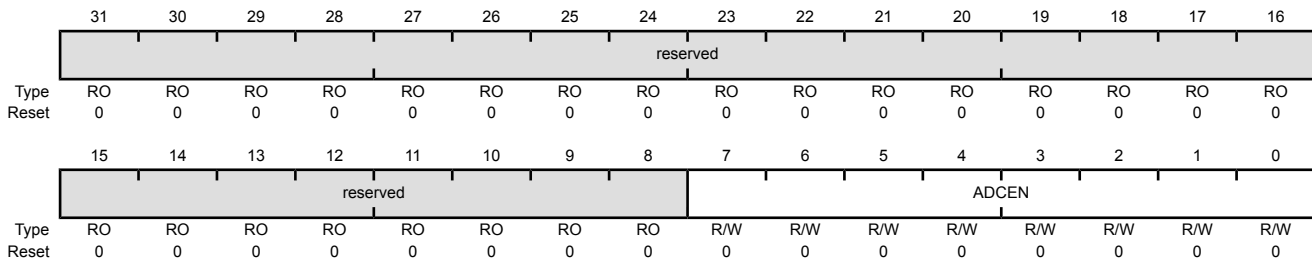 31 30 29 28 27 26 25 24 23 22 21 20 19 18 17 16
reserved
Type RO RO RO RO RO RO RO RO RO RO RO RO RO RO RO RO
Reset 0 0 0 0 0 0 0 0 0 0 0 0 0 0 0 0
15 14 13 12 11 10 9 8 7 6 5 4 3 2 1 0
reserved ADCEN
Type RO RO RO RO RO RO RO RO R/W R/W R/W R/W R/W R/W R/W R/W
Reset 0 0 0 0 0 0 0 0 0 0 0 0 0 0 0 0